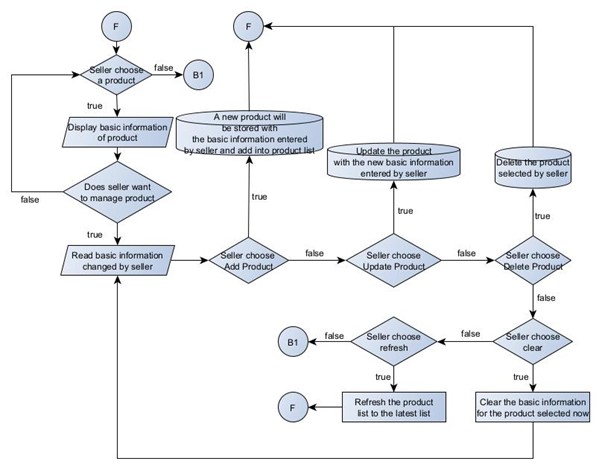 F
F
Seller choose
a product
false
B1
true
A new product will
be stored with
the basic information entered
by seller and add into product list
Display basic information
of product
Update the product
with the new basic information
entered by seller
Delete the product
selected by seller
Does seller want
to manage product
false
true
true
true
true
Read basic information
changed by seller
Seller choose
Add Product
false
Seller choose
Update Product
false
Seller choose
Delete Product
false
B1
false
Seller choose
refresh
false
Seller choose
clear
true
true
F
Refresh the product
list to the latest list
Clear the basic information
for the product selected now